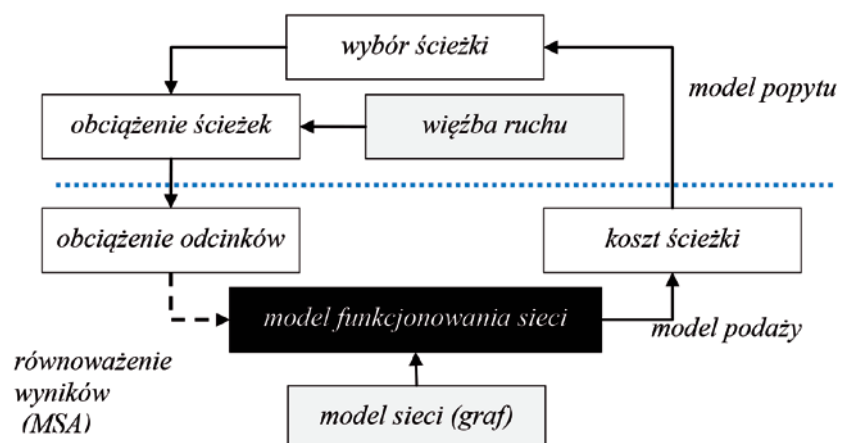 wybór ścieżki
model popytu
obciążenie ścieżek
więźba ruchu
obciążenie odcinków
koszt ścieżki
model funkcjonowania sieci
model podaży
równoważenie
wyników
(MSA)
model sieci (graf)